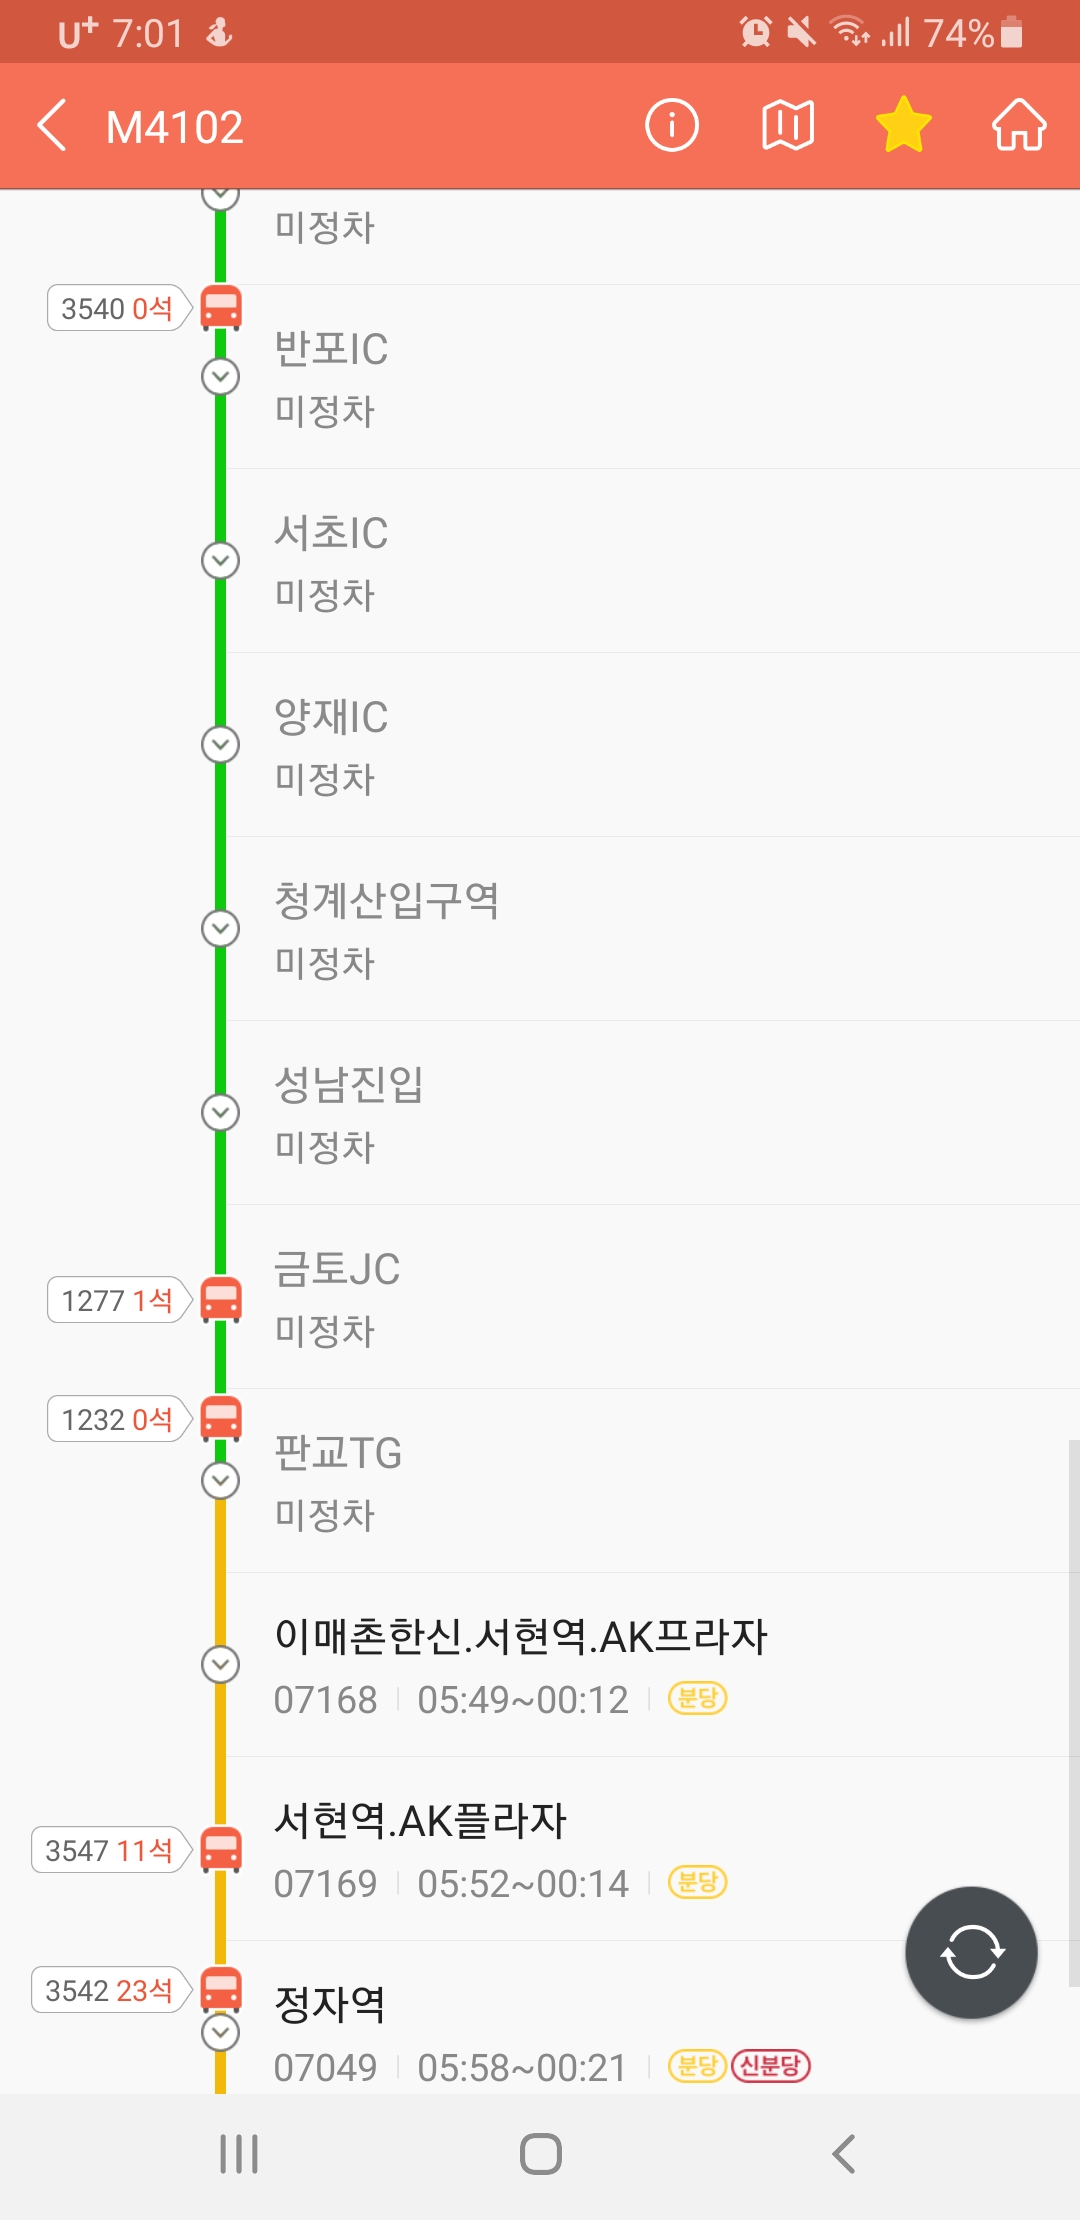 U+ 7:01 74%
M4102
미정차
3540 0석
반포IC
미정차
서초IC
미정차
양재IC
미정차
청계산입구역
미정차
성남진입
미정차
금토JC
1277 1석
미정차
1232 0석
판교TG
미정차
이매촌한신.서현역.AK프라자
07168 05:49~00:12 분당
서현역.AK플라자
3547 11석
07169 05:52~00:14 분당
3542 23석
정자역
07049 05:58~00:21 분당 신분당